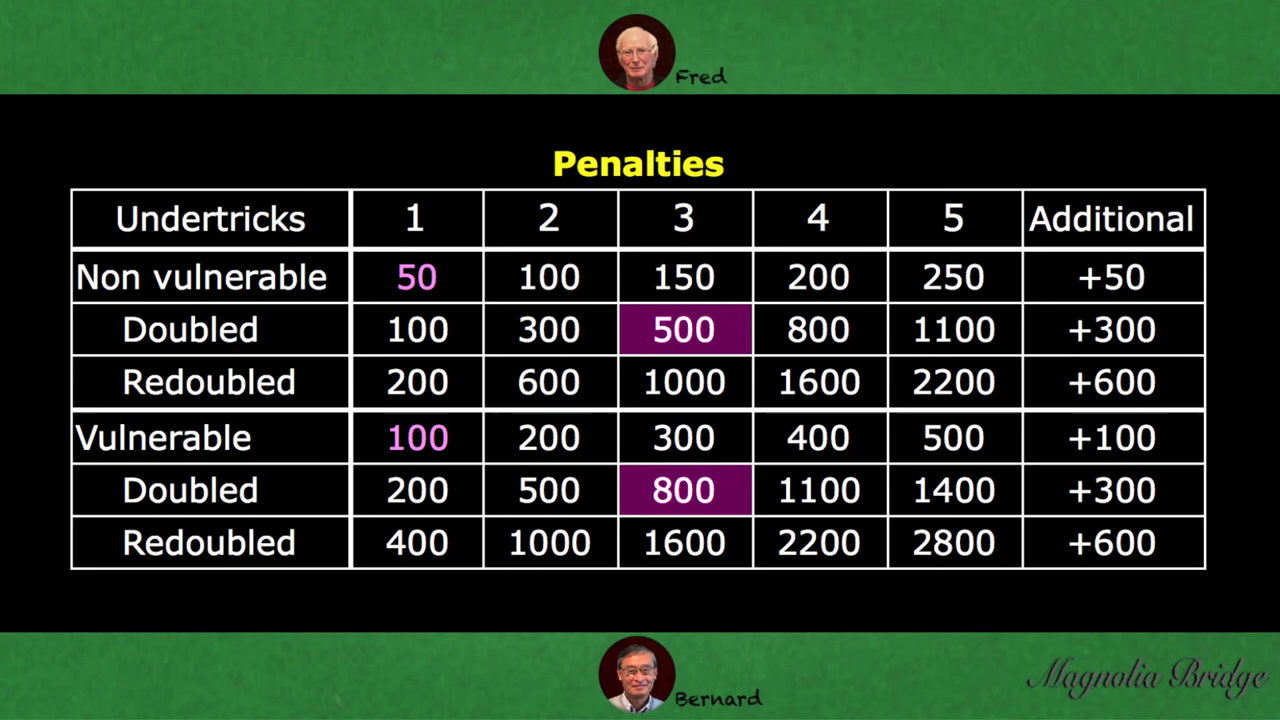 Fred
Penalties
Undertricks 1 2 3 4 5 Additional
Non vulnerable 50 100 150 200 250 +50
Doubled 100 300 500 800 1100 +300
Redoubled 200 600 1000 1600 2200 +600
Vulnerable 100 200 300 400 500 +100
Doubled 200 500 800 1100 1400 +300
Redoubled 400 1000 1600 2200 2800 +600
Bernard
Magnolia Bridge